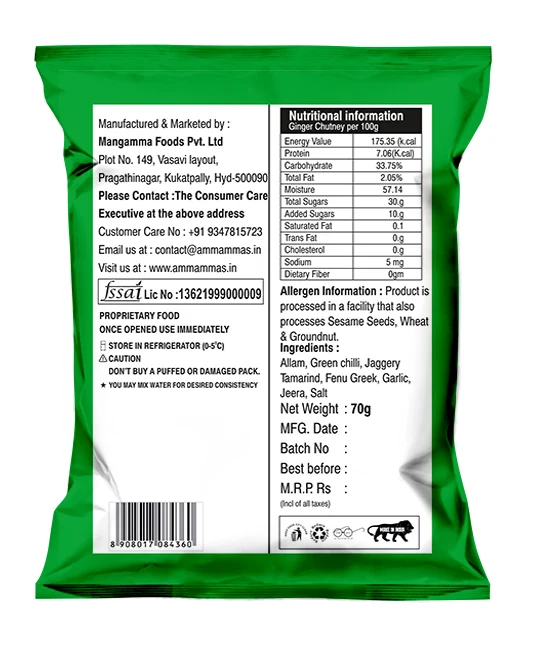 Manufactured & Marketed by :
Mangamma Foods Pvt. Ltd
Plot No. 149, Vasavi layout,
Pragathinagar, Kukatpally, Hyd-500090
Please Contact :The Consumer Care
Executive at the above address
Customer Care No : +91 9347815723
Email us at : contact@ammammas.in
Visit us at : www.ammammas.in
fssai Lic No :13621999000009
PROPRIETARY FOOD
ONCE OPENED USE IMMEDIATELY
STORE IN REFRIGERATOR (0-5°C)
CAUTION
DON'T BUY A PUFFED OR DAMAGED PACK.
★ YOU MAY MIX WATER FOR DESIRED CONSISTENCY
8 908017 084360
Nutritional information
Ginger Chutney per 100g
Energy Value 175.35 (k.cal
Protein 7.06(K.cal)
Carbohydrate 33.75%
Total Fat 2.05%
Moisture 57.14
Total Sugars 30.g
Added Sugars 10.g
Saturated Fat 0.1
Trans Fat 0.g
Cholesterol 0.g
Sodium 5 mg
Dietary Fiber 0gm
Allergen Information : Product is
processed in a facility that also
processes Sesame Seeds, Wheat
& Groundnut.
Ingredients :
Allam, Green chilli, Jaggery
Tamarind, Fenu Greek, Garlic,
Jeera, Salt
Net Weight : 70g
MFG. Date :
Batch No :
Best before :
M.R.P. Rs :
(Incl of all taxes)
MAKE IN INDIA